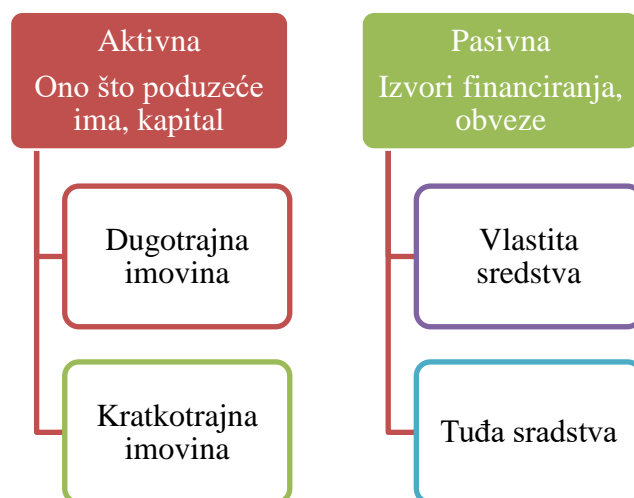 Aktivna
Ono što poduzeće
ima, kapital
Dugotrajna
imovina
Kratkotrajna
imovina
Pasivna
Izvori financiranja,
obveze
Vlastita
sredstva
Tuđa sradstva